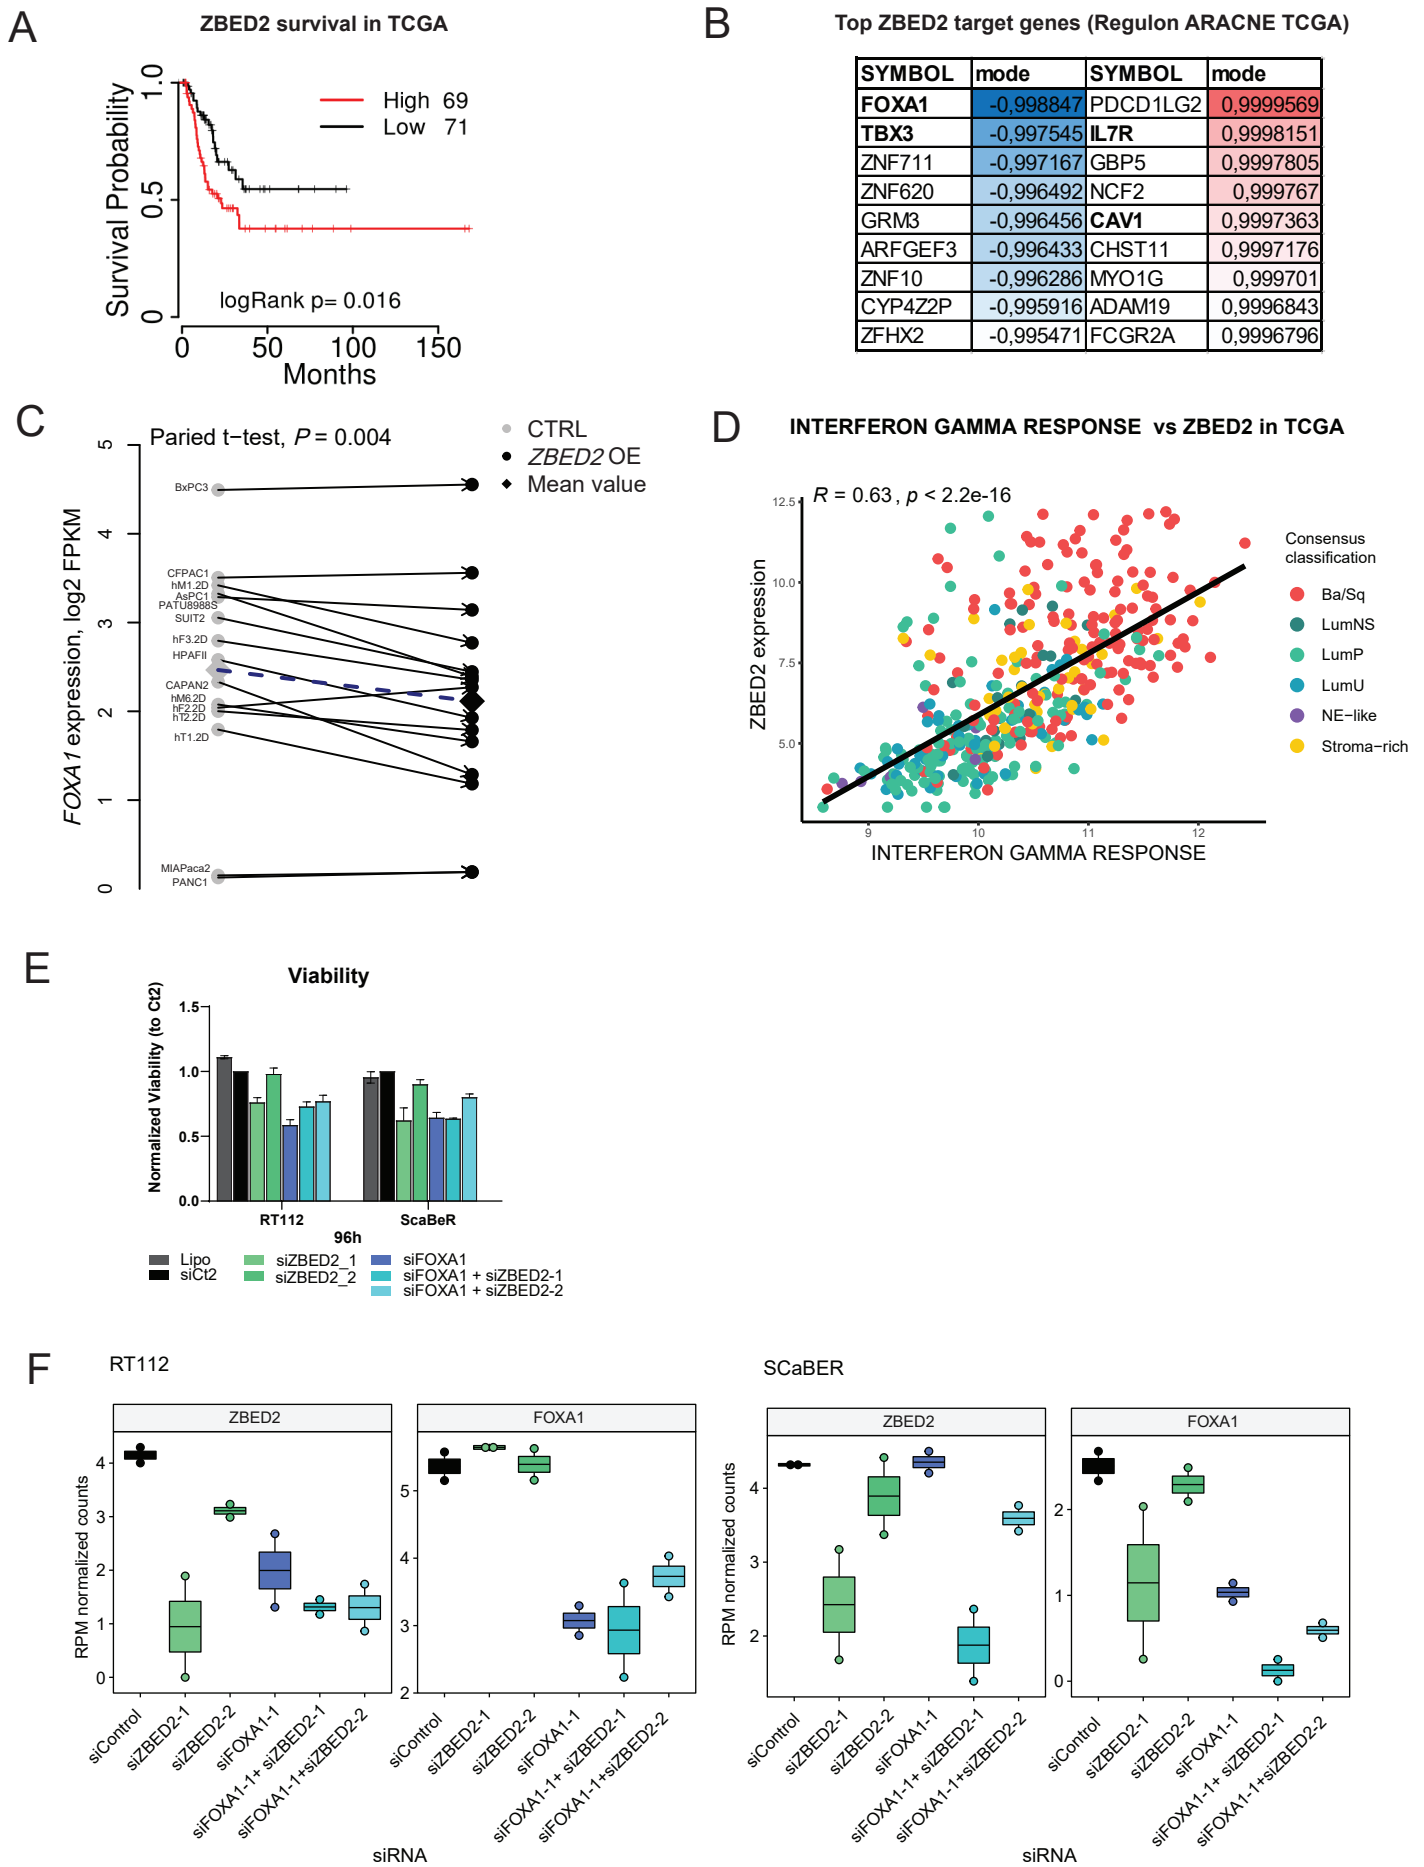 A
ZBED2 survival in TCGA
Survival Probability
1.0
0.5
0
High 69
Low 71
logRank p= 0.016
0 50 100 150
Months
B
Top ZBED2 target genes (Regulon ARACNE TCGA)
SYMBOL mode SYMBOL mode
FOXA1 -0,998847 PDCD1LG2 0,9999569
TBX3 -0,997545 IL7R 0,9998151
ZNF711 -0,997167 GBP5 0,9997805
ZNF620 -0,996492 NCF2 0,999767
GRM3 -0,996456 CAV1 0,9997363
ARFGEF3 -0,996433 CHST11 0,9997176
ZNF10 -0,996286 MYO1G 0,999701
CYP4Z2P -0,995916 ADAM19 0,9996843
ZFHX2 -0,995471 FCGR2A 0,9996796
C
Paried t−test, P = 0.004
CTRL
ZBED2 OE
Mean value
FOXA1 expression, log2 FPKM
5
4
3
2
1
0
BxPC3
CFPAC1
hM1.2D
AsPC1
PATU8988S
SUIT2
hF3.2D
HPAFII
CAPAN2
hM6.2D
hF2.2D
hT2.2D
hT1.2D
MIAPaca2
PANC1
D
INTERFERON GAMMA RESPONSE vs ZBED2 in TCGA
R = 0.63 , p < 2.2e-16
ZBED2 expression
12.5
10.0
7.5
5.0
9 10 11 12
INTERFERON GAMMA RESPONSE
Consensus
classification
Ba/Sq
LumNS
LumP
LumU
NE−like
Stroma−rich
E
Viability
Normalized Viability (to Ct2)
1.5
1.0
0.5
0.0
RT112 ScaBeR
96h
Lipo
siCt2
siZBED2_1
siZBED2_2
siFOXA1
siFOXA1 + siZBED2-1
siFOXA1 + siZBED2-2
F
RT112
ZBED2 FOXA1
RPM normalized counts
4
3
2
1
0
5
4
3
2
siControl
siZBED2-1
siZBED2-2
siFOXA1-1
siFOXA1-1+ siZBED2-1
siFOXA1-1+siZBED2-2
siControl
siZBED2-1
siZBED2-2
siFOXA1-1
siFOXA1-1+ siZBED2-1
siFOXA1-1+siZBED2-2
siRNA
SCaBER
ZBED2 FOXA1
RPM normalized counts
4
3
2
2
1
0
siControl
siZBED2-1
siZBED2-2
siFOXA1-1
siFOXA1-1+ siZBED2-1
siFOXA1-1+siZBED2-2
siControl
siZBED2-1
siZBED2-2
siFOXA1-1
siFOXA1-1+ siZBED2-1
siFOXA1-1+siZBED2-2
siRNA